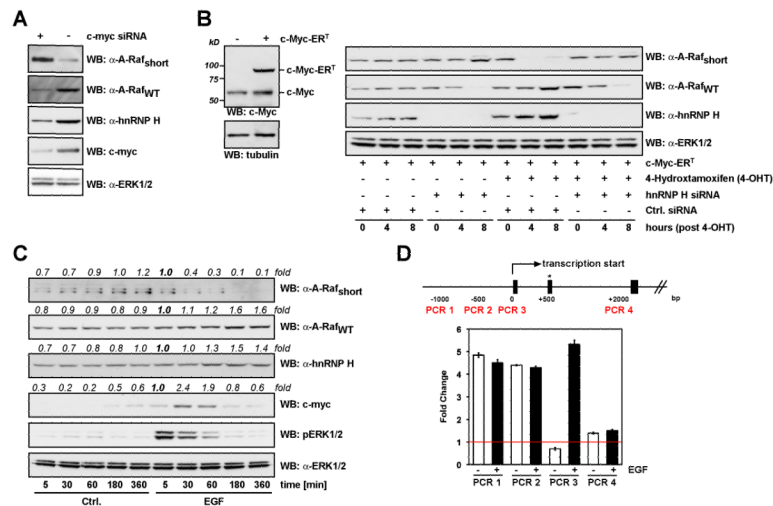 A
c-myc siRNA
+ -
WB: α-A-Rafshort
WB: α-A-RafWT
WB: α-hnRNP H
WB: c-myc
WB: α-ERK1/2
B
c-Myc-ERT
kD - +
100
75
50
c-Myc-ERT
c-Myc
WB: c-Myc
WB: tubulin
WB: α-A-Rafshort
WB: α-A-RafWT
WB: α-hnRNP H
WB: α-ERK1/2
+ + + + + + + + + + + + c-Myc-ERT
- - - - - - + + + + + + 4-Hydroxtamoxifen (4-OHT)
- - - + + + - - - + + + hnRNP H siRNA
+ + + - - - + + + - - - Ctrl. siRNA
0 4 8 0 4 8 0 4 8 0 4 8 hours (post 4-OHT)
C
0.7 0.7 0.9 1.0 1.2 1.0 0.4 0.3 0.1 0.1 fold
WB: α-A-Rafshort
0.8 0.9 0.8 0.9 0.9 1.0 1.1 1.2 1.6 1.6 fold
WB: α-A-RafWT
0.7 0.7 0.8 0.8 1.0 1.0 1.0 1.3 1.5 1.4 fold
WB: α-hnRNP H
0.3 0.2 0.2 0.5 0.6 1.0 2.4 1.9 0.8 0.6 fold
WB: c-myc
WB: pERK1/2
WB: α-ERK1/2
5 30 60 180 360 5 30 60 180 360 time [min]
Ctrl. EGF
D
transcription start
*
-1000 -500 0 +500 +2000 bp
PCR 1 PCR 2 PCR 3 PCR 4
Fold Change
6
5
4
3
2
1
0
- + - + - + - + EGF
PCR 1 PCR 2 PCR 3 PCR 4